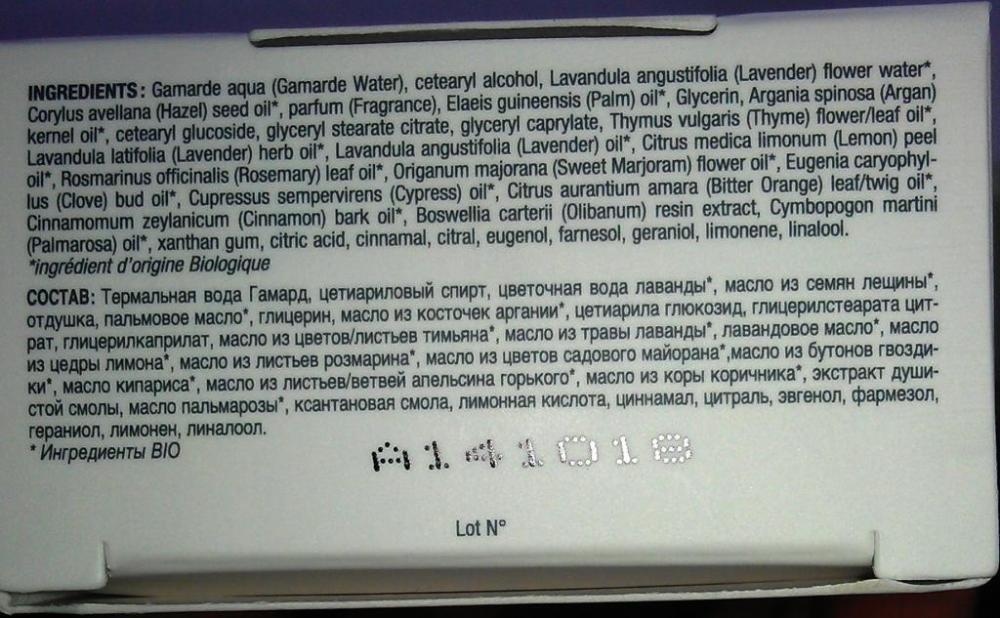 INGREDIENTS: Gamarde aqua (Gamarde Water), cetearyl alcohol, Lavandula angustifolia (Lavender) flower water*,
Corylus avellana (Hazel) seed oil*, parfum (Fragrance), Elaeis guineensis (Palm) oil*, Glycerin, Argania spinosa (Argan)
kernel oil*, cetearyl glucoside, glyceryl stearate citrate, glyceryl caprylate, Thymus vulgaris (Thyme) flower/leaf oil*,
Lavandula latifolia (Lavender) herb oil*, Lavandula angustifolia (Lavender) oil*, Citrus medica limonum (Lemon) peel
oil*, Rosmarinus officinalis (Rosemary) leaf oil*, Origanum majorana (Sweet Marjoram) flower oil*, Eugenia caryophyl-
lus (Clove) bud oil*, Cupressus sempervirens (Cypress) oil*, Citrus aurantium amara (Bitter Orange) leaf/twig oil*,
Cinnamomum zeylanicum (Cinnamon) bark oil*, Boswellia carterii (Olibanum) resin extract, Cymbopogon martini
(Palmarosa) oil*, xanthan gum, citric acid, cinnamal, citral, eugenol, farnesol, geraniol, limonene, linalool.
*ingrédient d'origine Biologique
СОСТАВ: Термальная вода Гамард, цетиариловый спирт, цветочная вода лаванды*, масло из семян лещины*,
отдушка, пальмовое масло*, глицерин, масло из косточек аргании*, цетиарила глюкозид, глицерилстеарата цит-
рат, глицерилкаприлат, масло из цветов/листьев тимьяна*, масло из травы лаванды*, лавандовое масло*, масло
из цедры лимона*, масло из листьев розмарина*, масло из цветов садового майорана*,масло из бутонов гвозди-
ки*, масло кипариса*, масло из листьев/ветвей апельсина горького*, масло из коры коричника*, экстракт души-
стой смолы, масло пальмарозы*, ксантановая смола, лимонная кислота, циннамал, цитраль, эвгенол, фармезол,
гераниол, лимонен, линалоол.
* Ингредиенты BIO
A141018
Lot N°